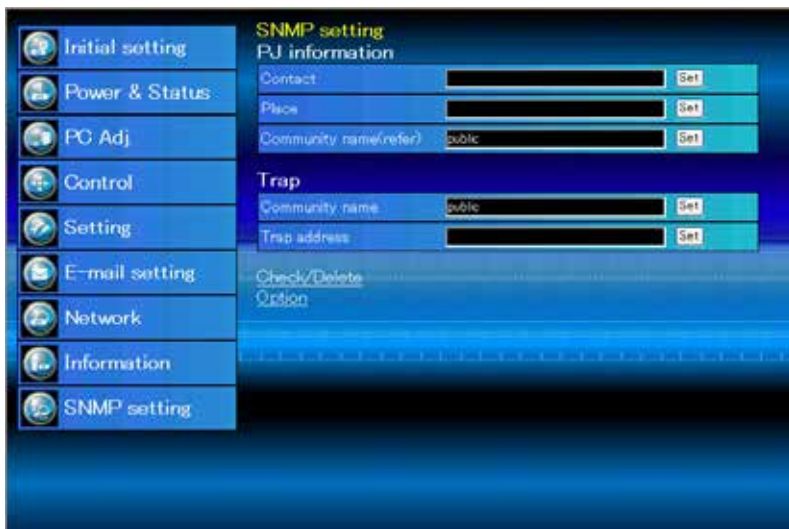 Initial setting
Power & Status
PC Adj.
Control
Setting
E-mail setting
Network
Information
SNMP setting
SNMP setting
PJ information
Contact Set
Place Set
Community name(refer) public Set
Trap
Community name public Set
Trap address Set
Check/Delete
Option